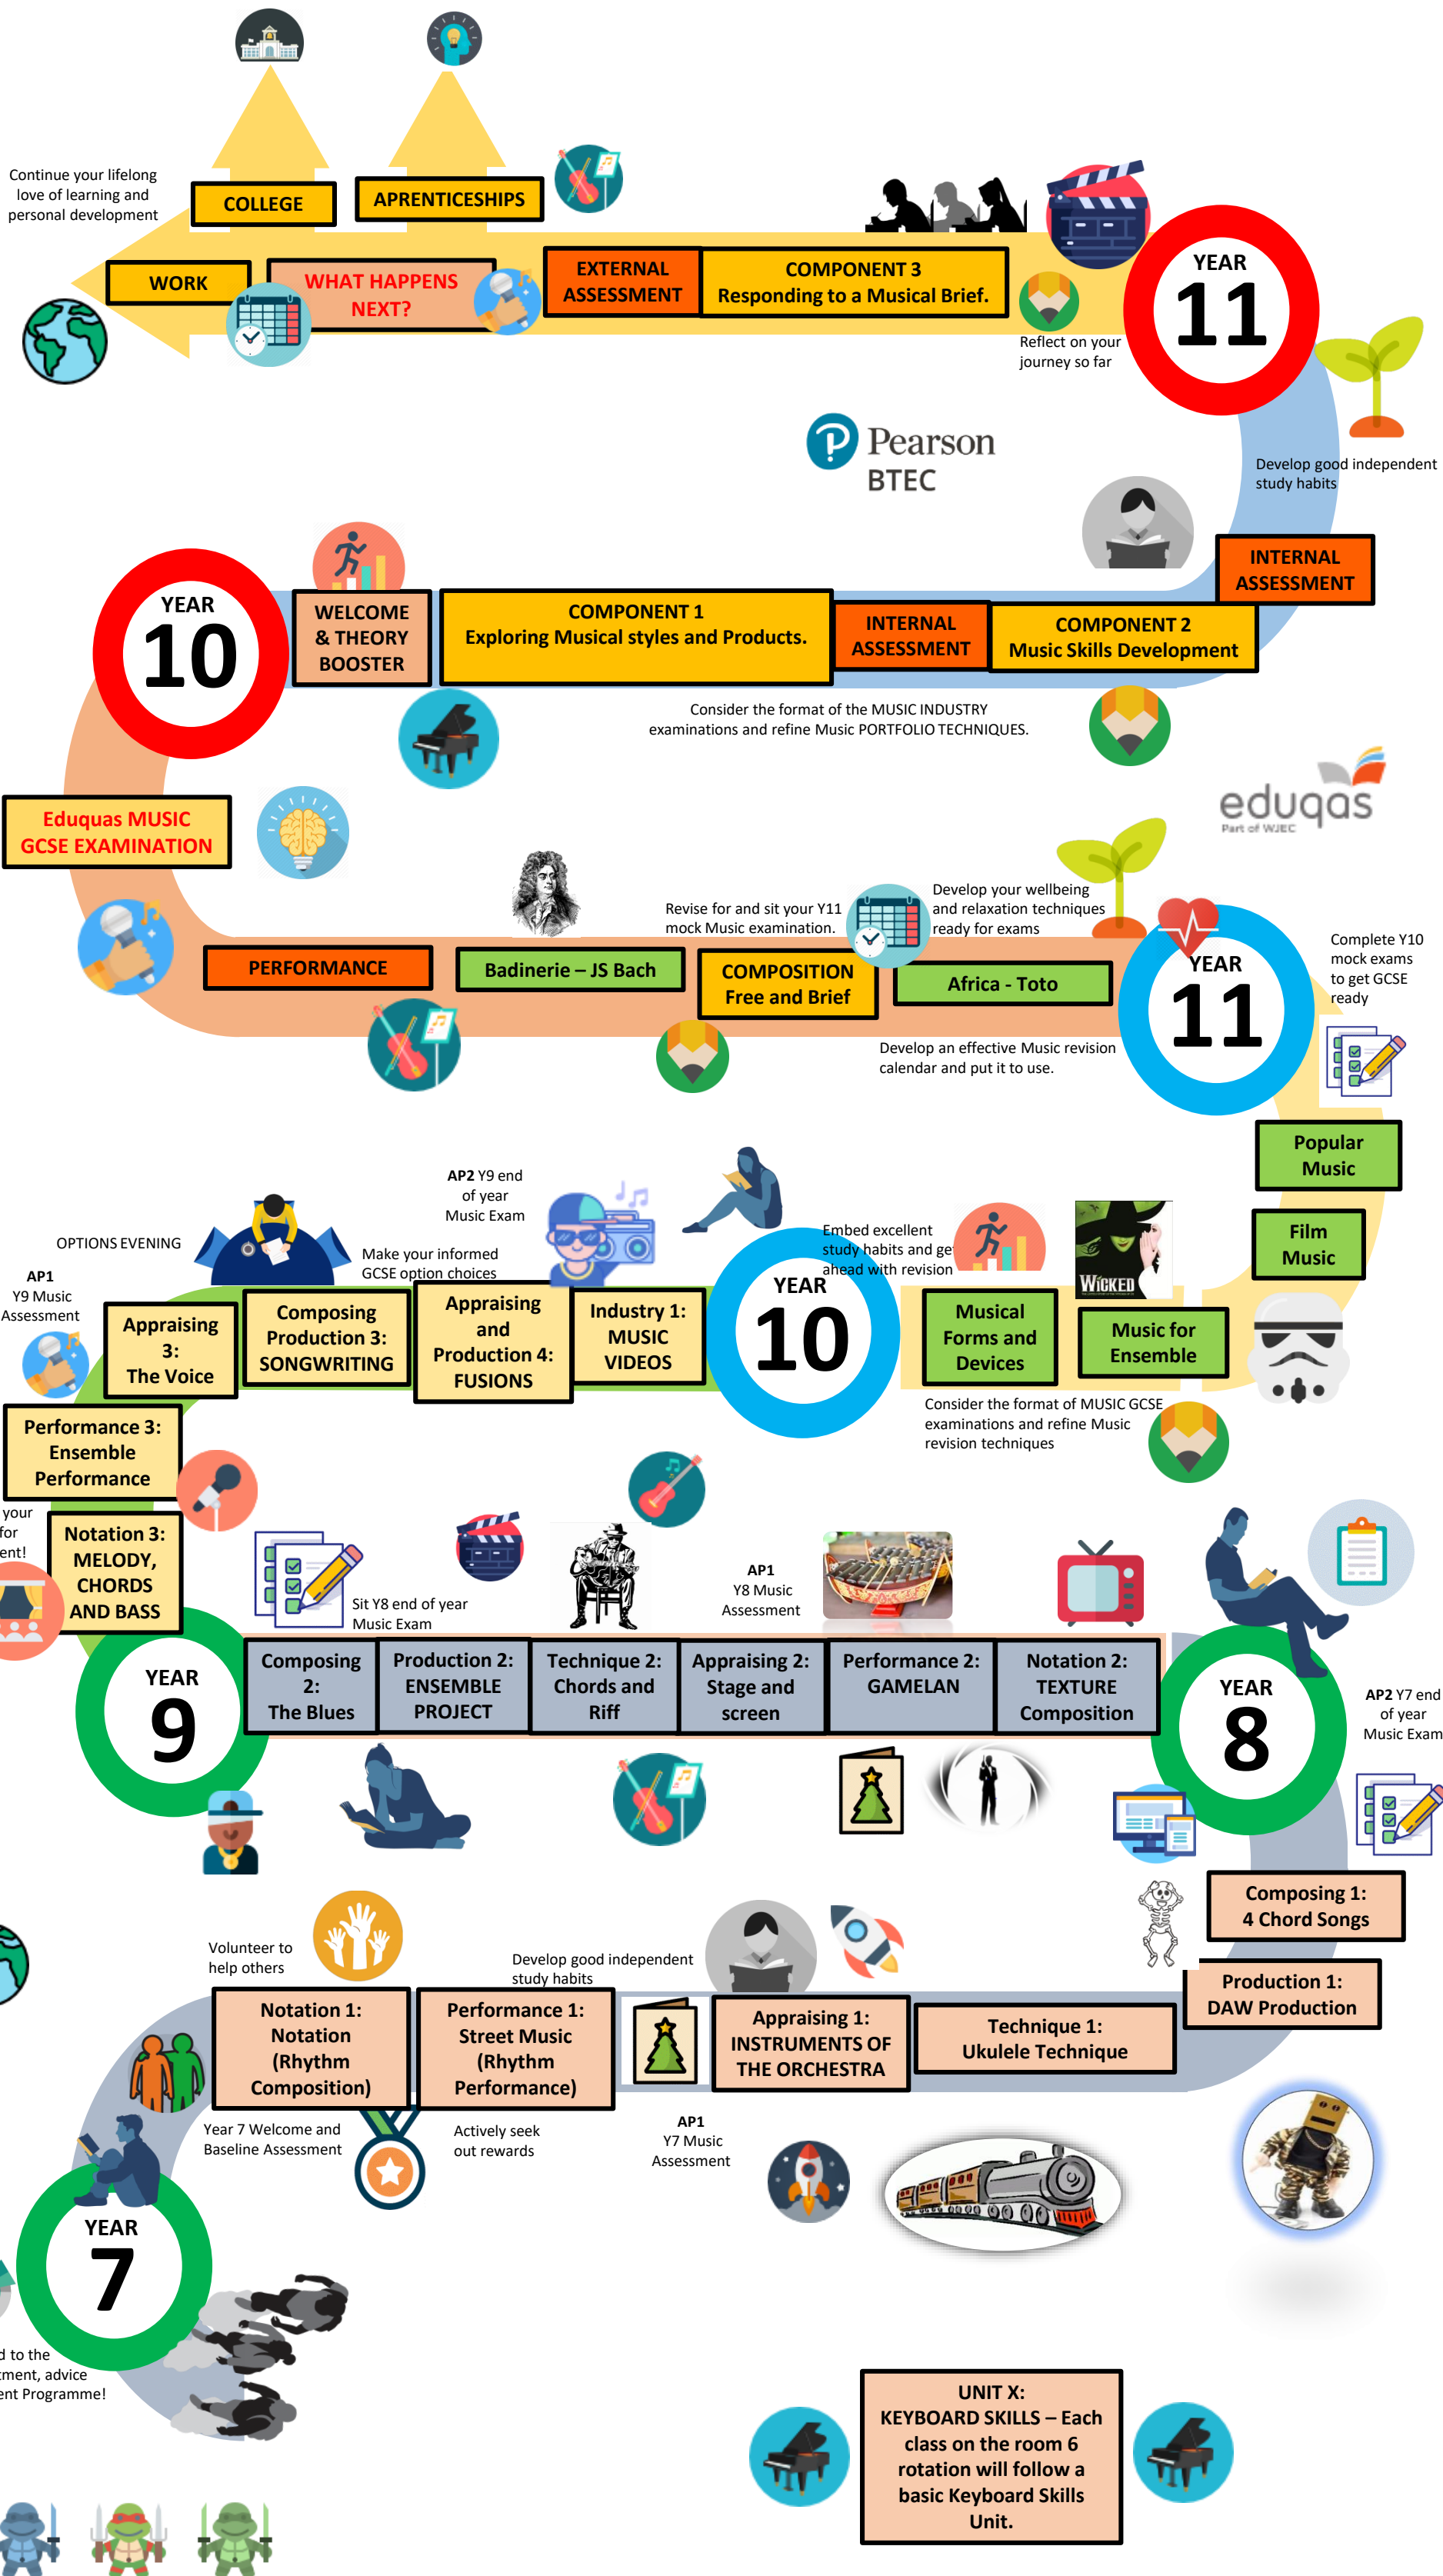 Continue your lifelong
love of learning and
personal development
COLLEGE
APRENTICESHIPS
WORK
WHAT HAPPENS
NEXT?
EXTERNAL
ASSESSMENT
COMPONENT 3
Responding to a Musical Brief.
YEAR
11
Reflect on your
journey so far
Pearson
BTEC
Develop good independent
study habits
INTERNAL
ASSESSMENT
YEAR
10
WELCOME
& THEORY
BOOSTER
COMPONENT 1
Exploring Musical styles and Products.
INTERNAL
ASSESSMENT
COMPONENT 2
Music Skills Development
Consider the format of the MUSIC INDUSTRY
examinations and refine Music PORTFOLIO TECHNIQUES.
eduqas
Part of WJEC
Eduquas MUSIC
GCSE EXAMINATION
Revise for and sit your Y11
mock Music examination.
Develop your wellbeing
and relaxation techniques
ready for exams
PERFORMANCE
Badinerie – JS Bach
COMPOSITION
Free and Brief
Africa - Toto
YEAR
11
Complete Y10
mock exams
to get GCSE
ready
Develop an effective Music revision
calendar and put it to use.
Popular
Music
Film
Music
OPTIONS EVENING
AP2 Y9 end
of year
Music Exam
Make your informed
GCSE option choices
Embed excellent
study habits and get
ahead with revision
WICKED
AP1
Y9 Music
Assessment
Appraising
3:
The Voice
Composing
Production 3:
SONGWRITING
Appraising
and
Production 4:
FUSIONS
Industry 1:
MUSIC
VIDEOS
YEAR
10
Musical
Forms and
Devices
Music for
Ensemble
Consider the format of MUSIC GCSE
examinations and refine Music
revision techniques
Performance 3:
Ensemble
Performance
your
for
ent!
Notation 3:
MELODY,
CHORDS
AND BASS
Sit Y8 end of year
Music Exam
AP1
Y8 Music
Assessment
YEAR
9
Composing
2:
The Blues
Production 2:
ENSEMBLE
PROJECT
Technique 2:
Chords and
Riff
Appraising 2:
Stage and
screen
Performance 2:
GAMELAN
Notation 2:
TEXTURE
Composition
YEAR
8
AP2 Y7 end
of year
Music Exam
Composing 1:
4 Chord Songs
Production 1:
DAW Production
Volunteer to
help others
Develop good independent
study habits
Notation 1:
Notation
(Rhythm
Composition)
Performance 1:
Street Music
(Rhythm
Performance)
Appraising 1:
INSTRUMENTS OF
THE ORCHESTRA
Technique 1:
Ukulele Technique
Year 7 Welcome and
Baseline Assessment
Actively seek
out rewards
AP1
Y7 Music
Assessment
YEAR
7
d to the
tment, advice
ent Programme!
UNIT X:
KEYBOARD SKILLS – Each
class on the room 6
rotation will follow a
basic Keyboard Skills
Unit.